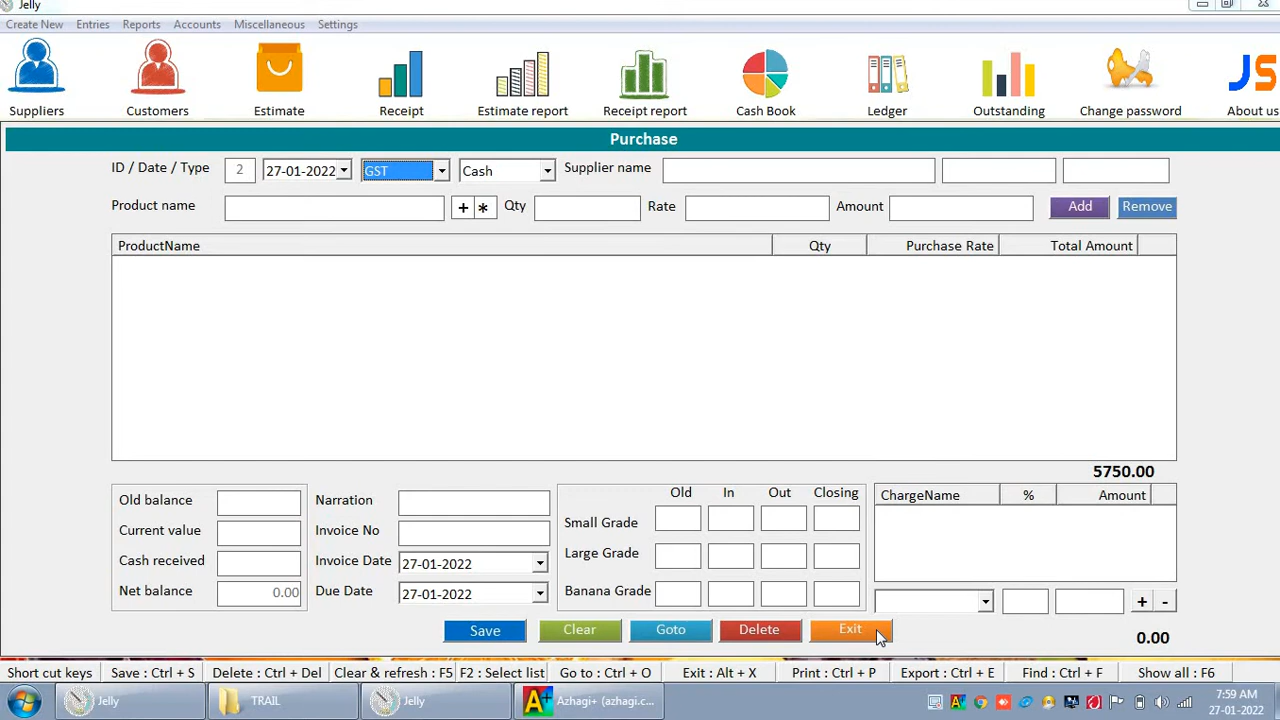 Jelly
Create New Entries Reports Accounts Miscellaneous Settings
Suppliers Customers Estimate Receipt Estimate report Receipt report Cash Book Ledger Outstanding Change password About us
JS
Purchase
ID / Date / Type 2 27-01-2022 GST Cash Supplier name
Product name + * Qty Rate Amount Add Remove
ProductName Qty Purchase Rate Total Amount
5750.00
Old balance Narration Old In Out Closing ChargeName % Amount
Current value Invoice No Small Grade
Cash received Invoice Date 27-01-2022 Large Grade
Net balance 0.00 Due Date 27-01-2022 Banana Grade + -
Save Clear Goto Delete Exit 0.00
Short cut keys Save : Ctrl + S Delete : Ctrl + Del Clear & refresh : F5 F2 : Select list Go to : Ctrl + O Exit : Alt + X Print : Ctrl + P Export : Ctrl + E Find : Ctrl + F Show all : F6
Jelly TRAIL Jelly A+ Azhagi+ (azhagi.c... 7:59 AM
27-01-2022